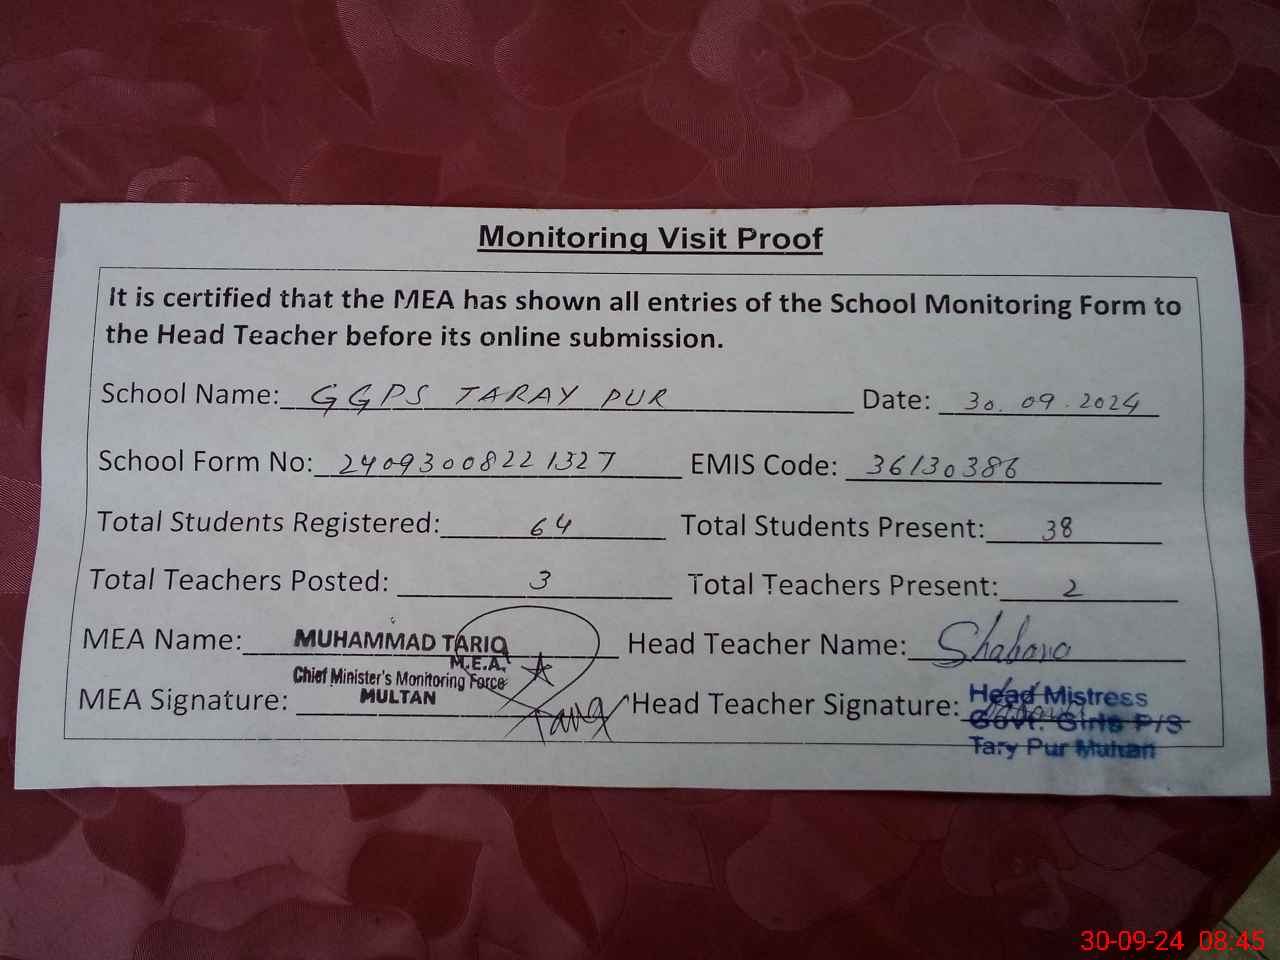 Monitoring Visit Proof
It is certified that the MEA has shown all entries of the School Monitoring Form to
the Head Teacher before its online submission.
School Name: GGPS TARAY PUR Date: 30.09.2024
School Form No: 24093008221327 EMIS Code: 36130386
Total Students Registered: 64 Total Students Present: 38
Total Teachers Posted: 3 Total Teachers Present: 2
MEA Name: MUHAMMAD TARIQ Head Teacher Name:
M.E.A.
Chief Minister's Monitoring Force
MULTAN
MEA Signature: Head Teacher Signature:
Head Mistress
Govt. Girls P/S
Tary Pur Multan
30-09-24 08:45